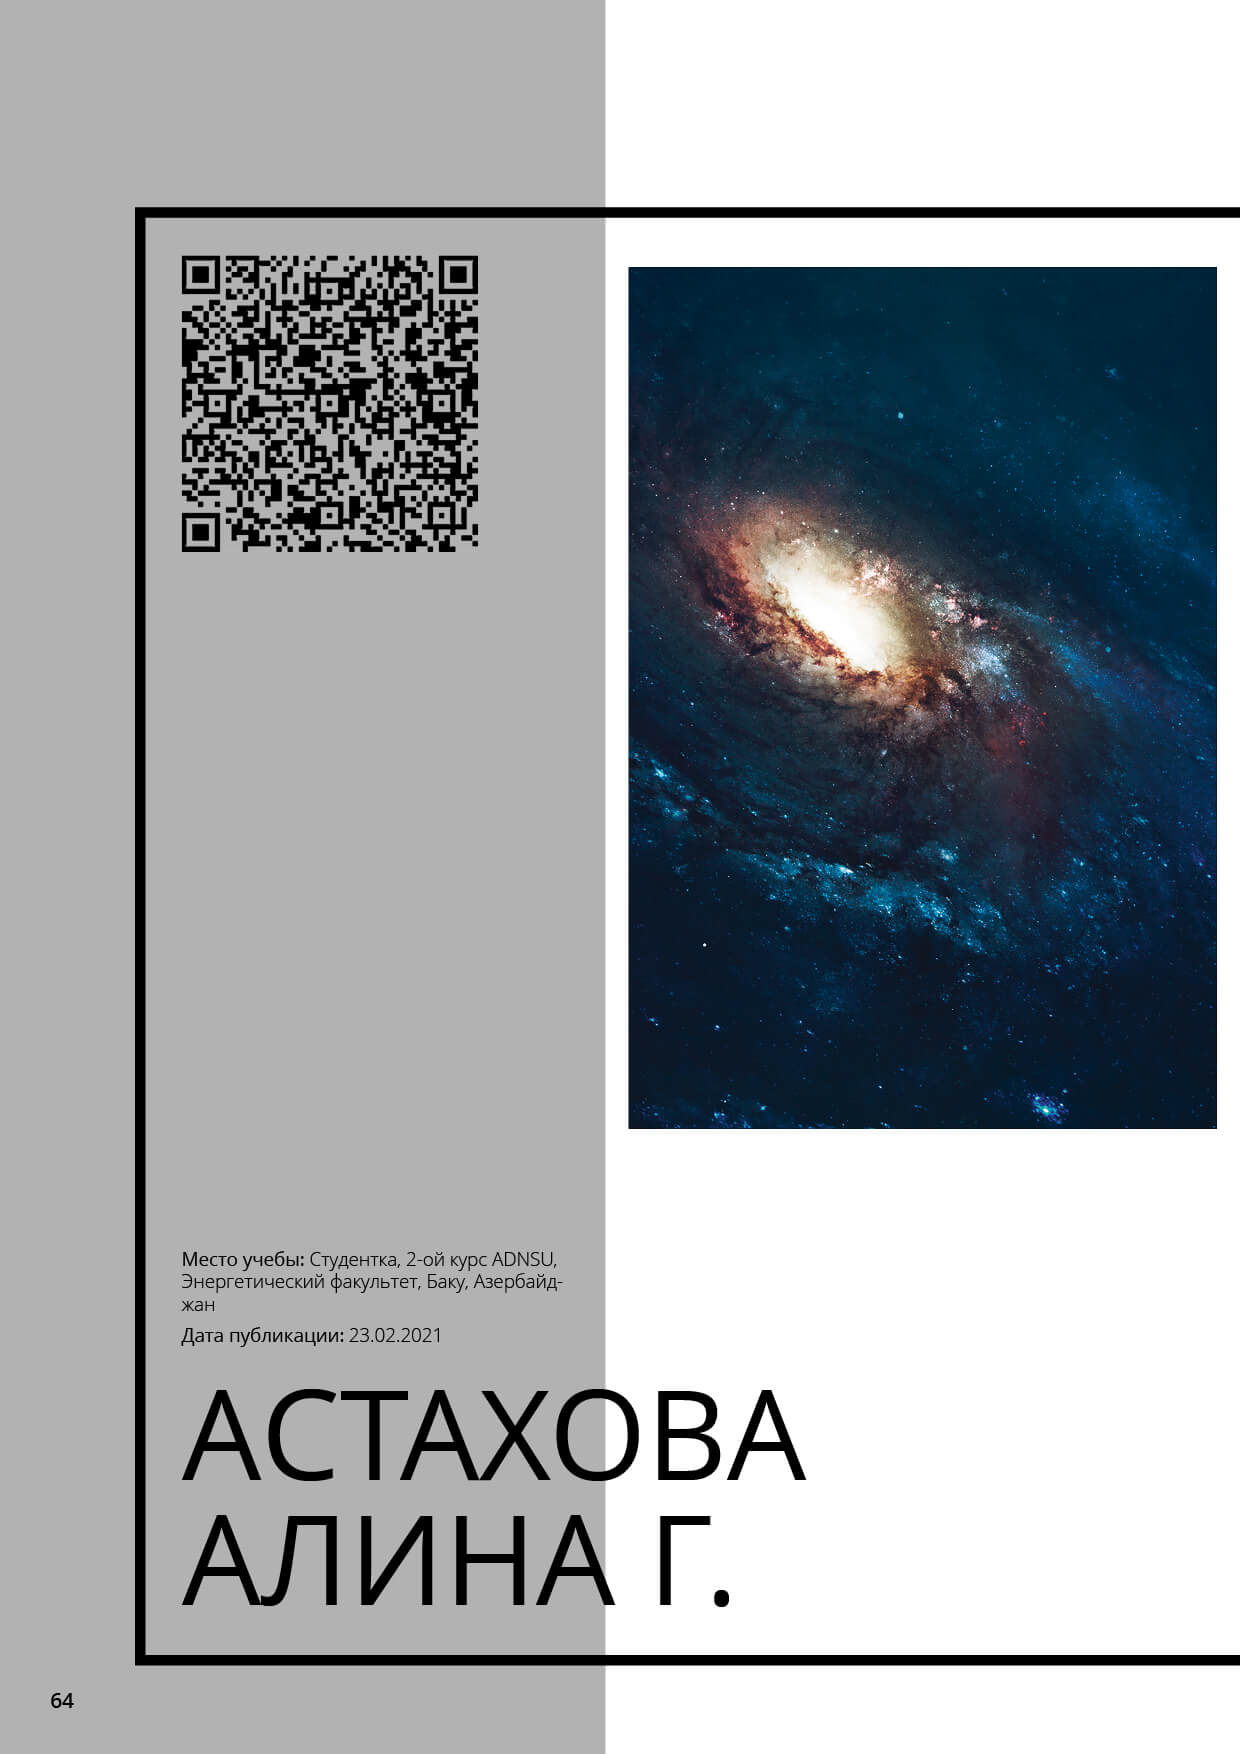 Место учебы: Студентка, 2-ой курс ADNSU,
Энергетический факультет, Баку, Азербайд-
жан
Дата публикации: 23.02.2021
АСТАХОВА
АЛИНА Г.
64